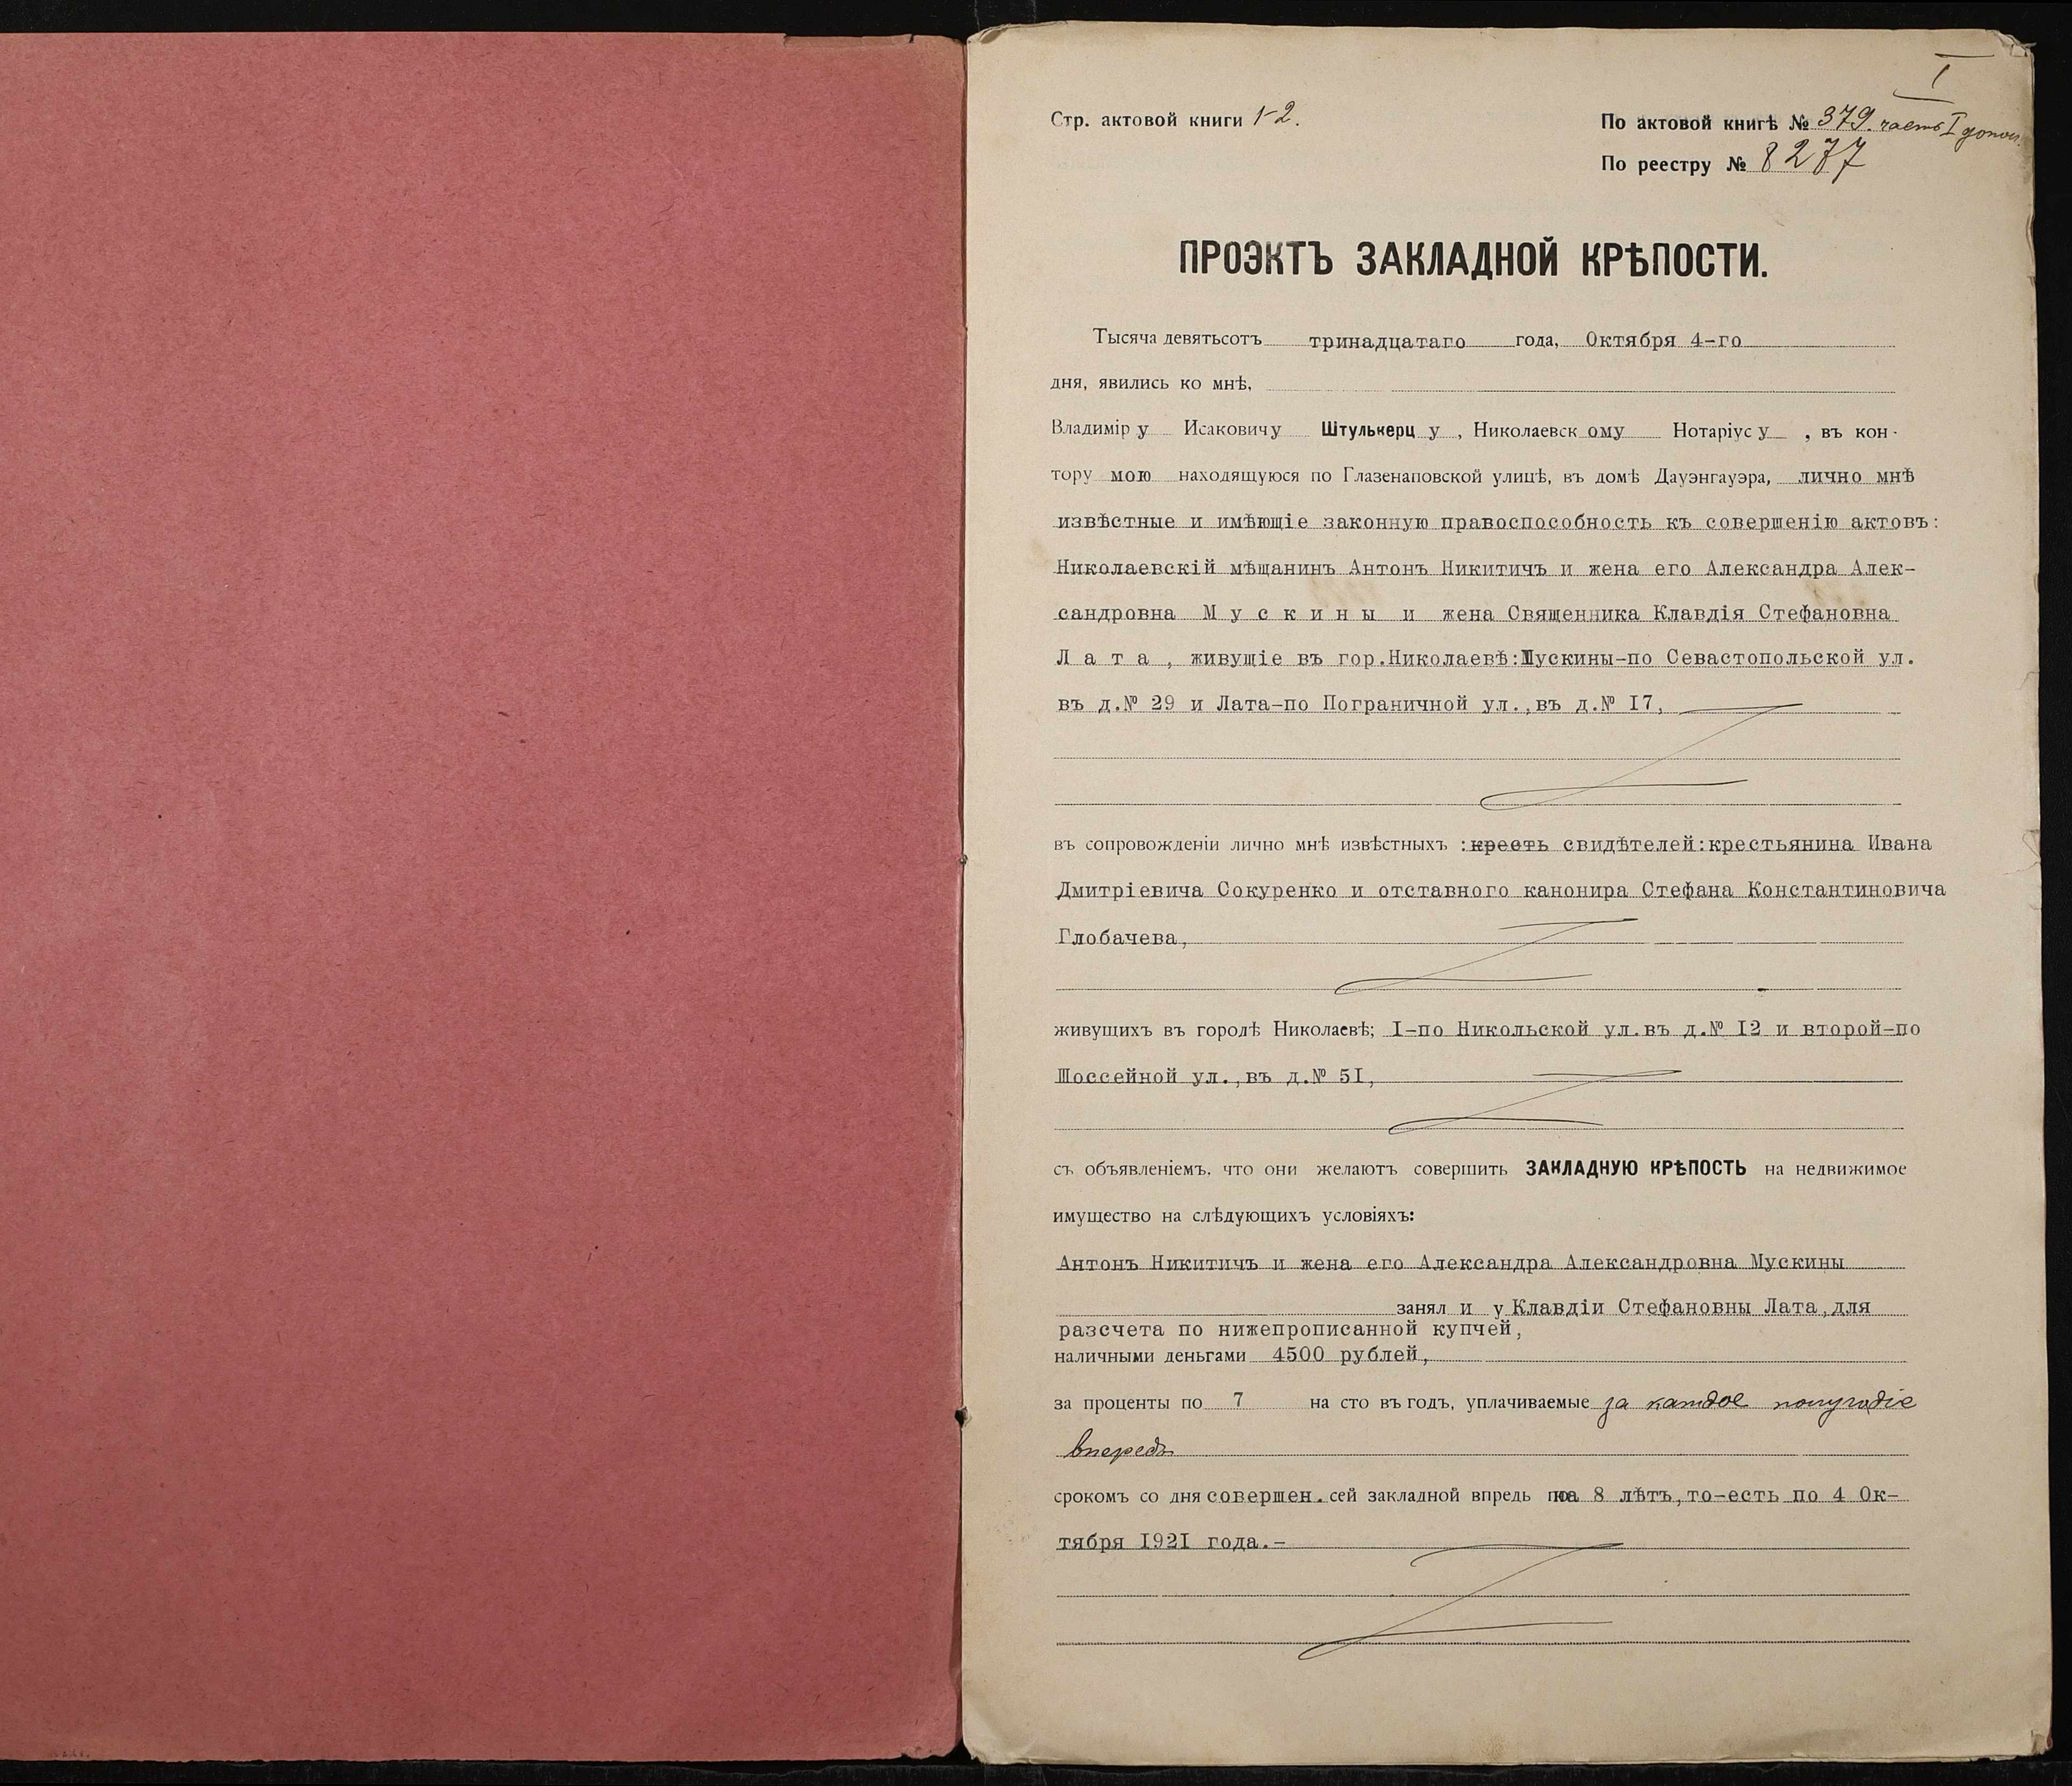 1
Стр. актовой книги 1-2.
По актовой книгѣ № 379. часть I дополн.
По реестру № 8277
ПРОЭКТЪ ЗАКЛАДНОЙ КРѢПОСТИ.
Тысяча девятьсотъ тринадцатаго года, Октября 4-го
дня, явились ко мнѣ,
Владиміру Исаковичу Штулькерцу, Николаевскому Нотаріусу, въ кон-
тору мою находящуюся по Глазенаповской улицѣ, въ домѣ Дауэнгауэра, лично мнѣ
извѣстные и имѣющіе законную правоспособность къ совершенію актовъ:
Николаевскій мѣщанинъ Антонъ Никитичъ и жена его Александра Алек-
сандровна М у с к и н ы и жена Священника Клавдія Стефановна
Л а т а , живущіе въ гор.Николаевѣ:Мускины-по Севастопольской ул.
въ д.№ 29 и Лата-по Пограничной ул.,въ д.№ I7,
въ сопровожденіи лично мнѣ извѣстныхъ :кресть свидѣтелей:крестьянина Ивана
Дмитріевича Сокуренко и отставного канонира Стефана Константиновича
Глобачева,
живущихъ въ городѣ Николаевѣ; I-по Никольской ул.въ д.№ I2 и второй-по
Шоссейной ул.,въ д.№ 5I,
съ объявленіемъ, что они желаютъ совершить ЗАКЛАДНУЮ КРѢПОСТЬ на недвижимое
имущество на слѣдующихъ условіяхъ:
Антонъ Никитичъ и жена его Александра Александровна Мускины
заняли у Клавдіи Стефановны Лата,для
разсчета по нижепрописанной купчей,
наличными деньгами 4500 рублей,
за проценты по 7 на сто въ годъ, уплачиваемые за каждое полугодіе
впередъ
срокомъ со дня совершен. сей закладной впредь на 8 лѣтъ,то-есть по 4 Ок-
тября I92I года.-